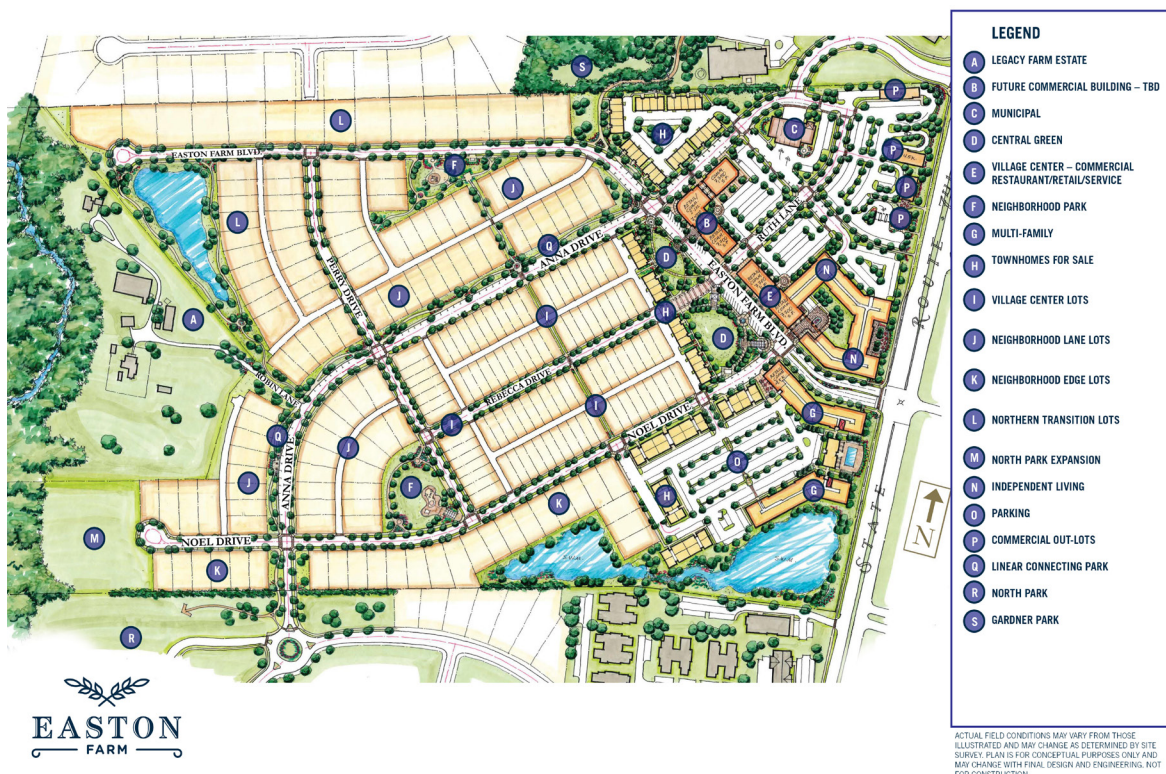 LEGEND
A LEGACY FARM ESTATE
B FUTURE COMMERCIAL BUILDING – TBD
C MUNICIPAL
D CENTRAL GREEN
E VILLAGE CENTER – COMMERCIAL
RESTAURANT/RETAIL/SERVICE
F NEIGHBORHOOD PARK
G MULTI-FAMILY
H TOWNHOMES FOR SALE
I VILLAGE CENTER LOTS
J NEIGHBORHOOD LANE LOTS
K NEIGHBORHOOD EDGE LOTS
L NORTHERN TRANSITION LOTS
M NORTH PARK EXPANSION
N INDEPENDENT LIVING
O PARKING
P COMMERCIAL OUT-LOTS
Q LINEAR CONNECTING PARK
R NORTH PARK
S GARDNER PARK
S
P
L
H
C
EASTON FARM BLVD.
F
P
J
P
L
B
RUTH LANE
P
Q
ANNA DRIVE
D
N
PERRY DRIVE
EASTON FARM BLVD.
J
E
A
I
H
D
STATE ROUTE 741
N
ROBIN LANE
REBECCA DRIVE
I
G
I
NOEL DRIVE
Q
J
ANNA DRIVE
O
J
F
G
K
H
N
M
NOEL DRIVE
K
R
EASTON
FARM
ACTUAL FIELD CONDITIONS MAY VARY FROM THOSE
ILLUSTRATED AND MAY CHANGE AS DETERMINED BY SITE
SURVEY. PLAN IS FOR CONCEPTUAL PURPOSES ONLY AND
MAY CHANGE WITH FINAL DESIGN AND ENGINEERING. NOT
FOR CONSTRUCTION